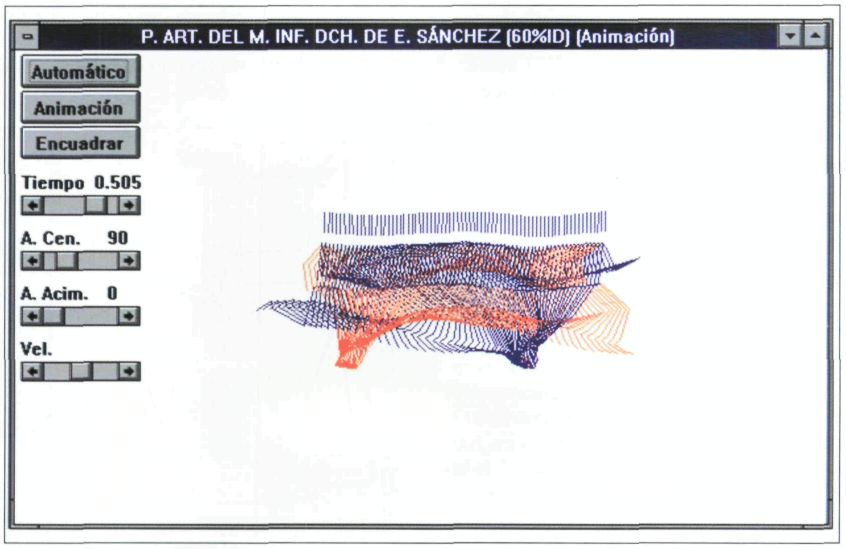 P. ART. DEL M. INF. DCH. DE E. SÁNCHEZ (60%ID) (Animación)
Automático
Animación
Encuadrar
Tiempo 0.505
A. Cen. 90
A. Acim. 0
Vel.